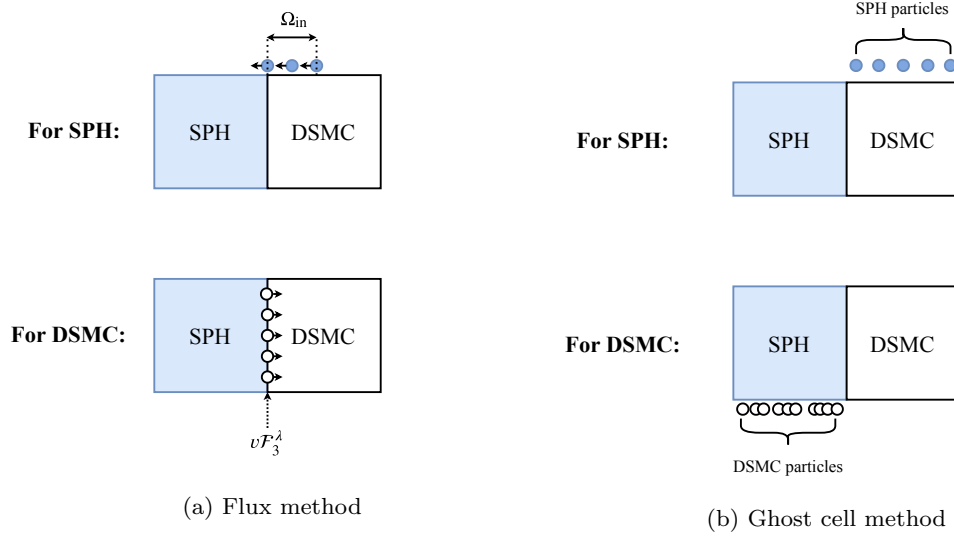 Ω_in
For SPH:
SPH
DSMC
For DSMC:
SPH
DSMC
vℱ₃^λ
(a) Flux method
SPH particles
For SPH:
SPH
DSMC
For DSMC:
SPH
DSMC
DSMC particles
(b) Ghost cell method